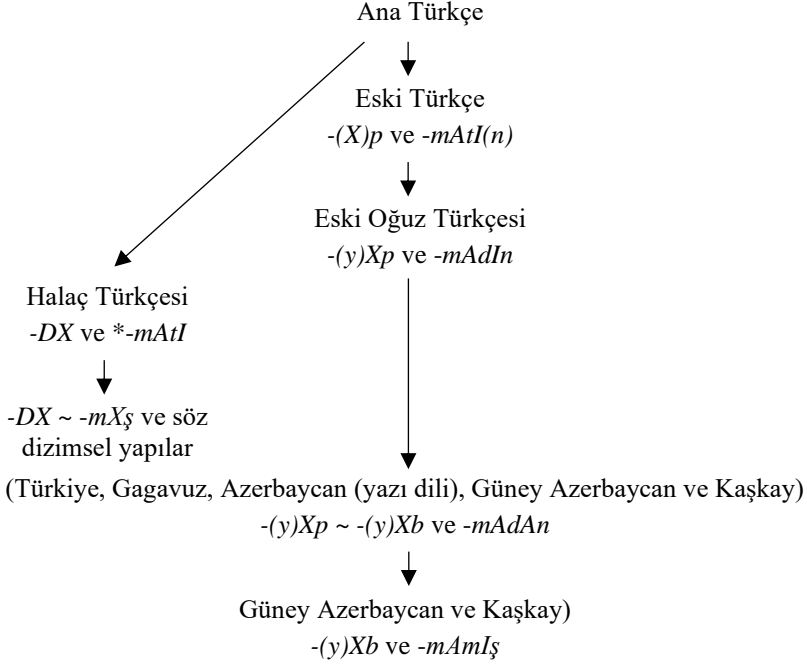 Ana Türkçe
Eski Türkçe
-(X)p ve -mAtI(n)
Eski Oğuz Türkçesi
-(y)Xp ve -mAdIn
Halaç Türkçesi
-DX ve *-mAtI
-DX ~ -mXş ve söz
dizimsel yapılar
(Türkiye, Gagavuz, Azerbaycan (yazı dili), Güney Azerbaycan ve Kaşkay)
-(y)Xp ~ -(y)Xb ve -mAdAn
Güney Azerbaycan ve Kaşkay)
-(y)Xb ve -mAmIş